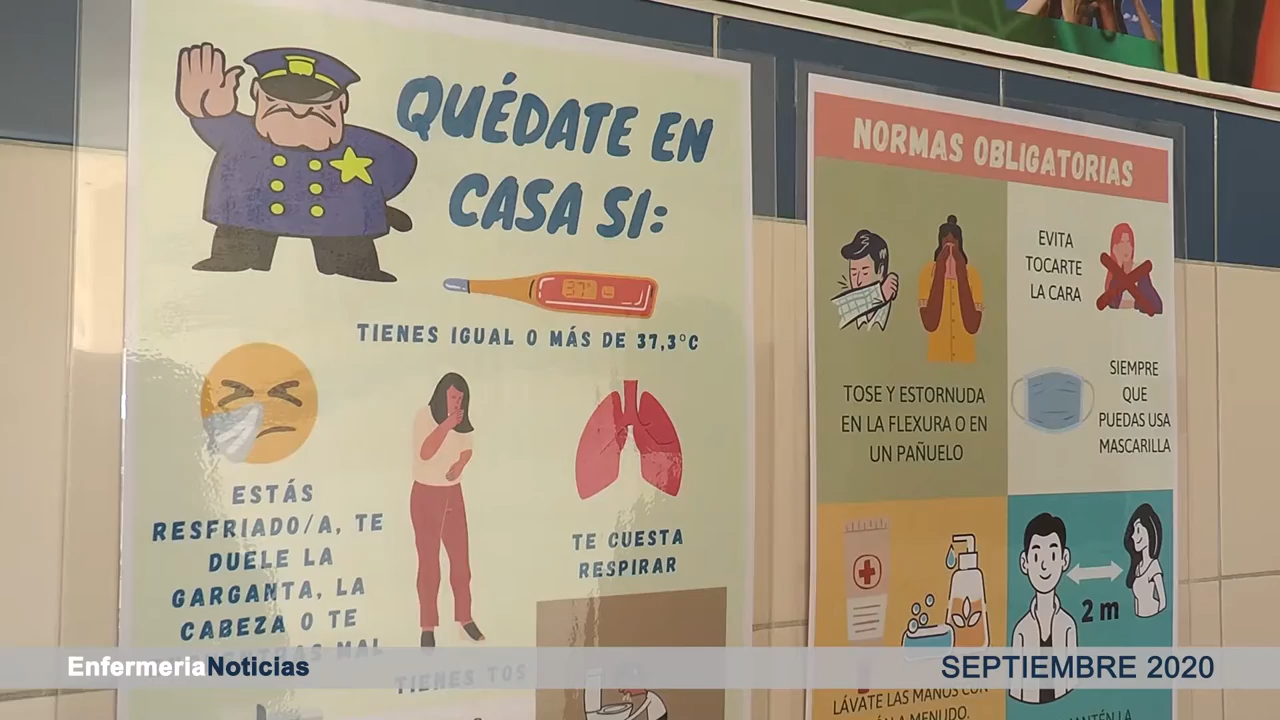 QUÉDATE EN
CASA SI:
37°
TIENES IGUAL O MÁS DE 37,3°C
ESTÁS
RESFRIADO/A, TE
DUELE LA
GARGANTA, LA
CABEZA O TE
MAL
TIENES TOS
TE CUESTA
RESPIRAR
NORMAS OBLIGATORIAS
TOSE Y ESTORNUDA
EN LA FLEXURA O EN
UN PAÑUELO
EVITA
TOCARTE
LA CARA
SIEMPRE
QUE
PUEDAS USA
MASCARILLA
2 m
LÁVATE LAS MANOS CON
A MENUDO.
LA
EnfermeriaNoticias
SEPTIEMBRE 2020